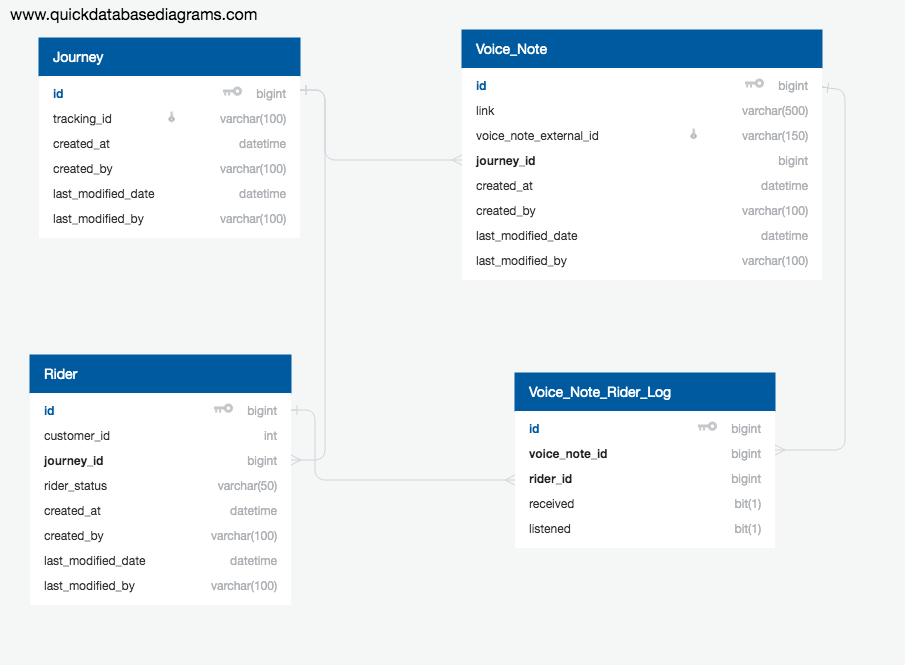 www.quickdatabasediagrams.com
Journey
id bigint
tracking_id varchar(100)
created_at datetime
created_by varchar(100)
last_modified_date datetime
last_modified_by varchar(100)
Voice_Note
id bigint
link varchar(500)
voice_note_external_id varchar(150)
journey_id bigint
created_at datetime
created_by varchar(100)
last_modified_date datetime
last_modified_by varchar(100)
Rider
id bigint
customer_id int
journey_id bigint
rider_status varchar(50)
created_at datetime
created_by varchar(100)
last_modified_date datetime
last_modified_by varchar(100)
Voice_Note_Rider_Log
id bigint
voice_note_id bigint
rider_id bigint
received bit(1)
listened bit(1)